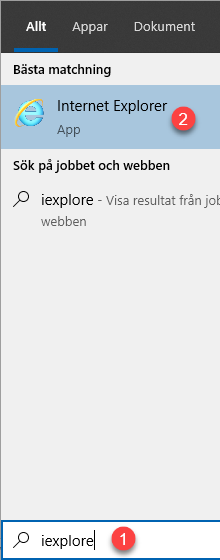 Allt Appar Dokument
Bästa matchning
Internet Explorer
App
2
Sök på jobbet och webben
iexplore - Visa resultat från job
webben
iexplore
1